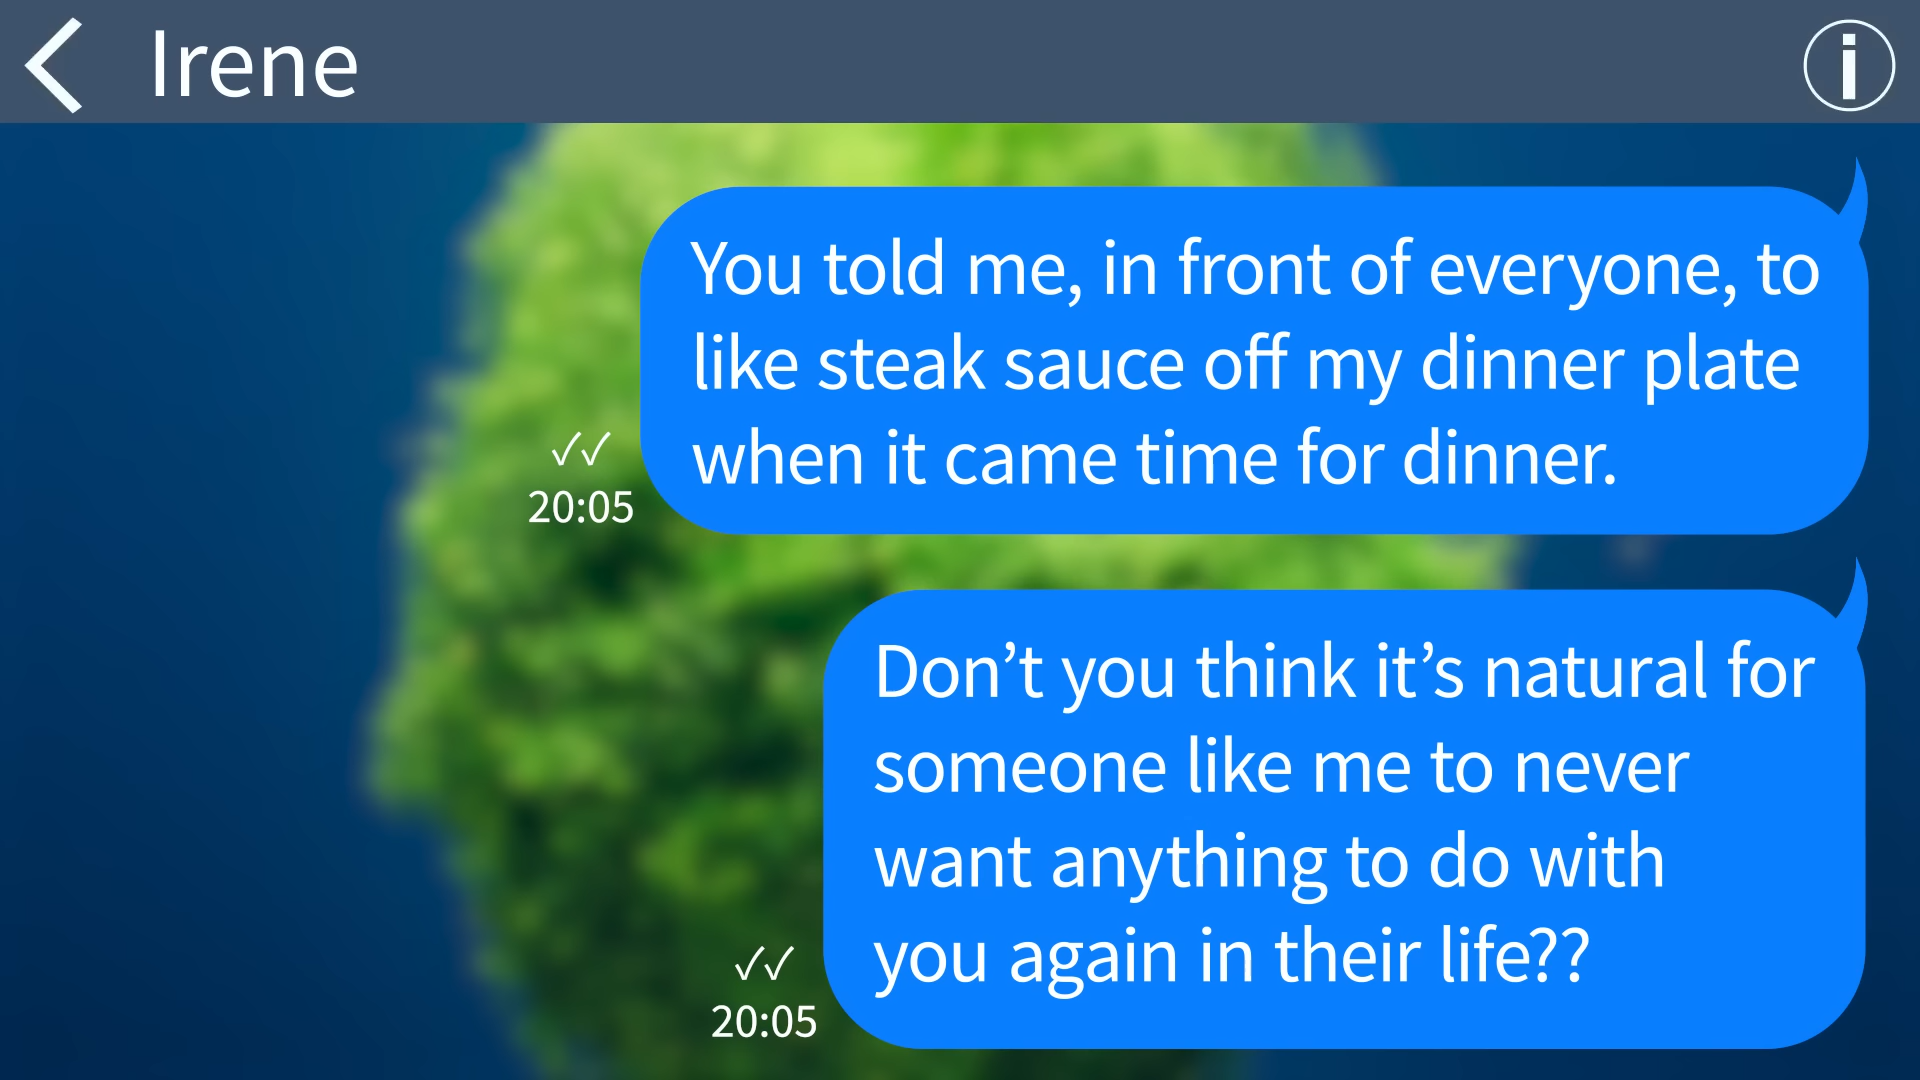 Irene
You told me, in front of everyone, to
like steak sauce off my dinner plate
when it came time for dinner.
✓✓
20:05
Don’t you think it’s natural for
someone like me to never
want anything to do with
you again in their life??
✓✓
20:05